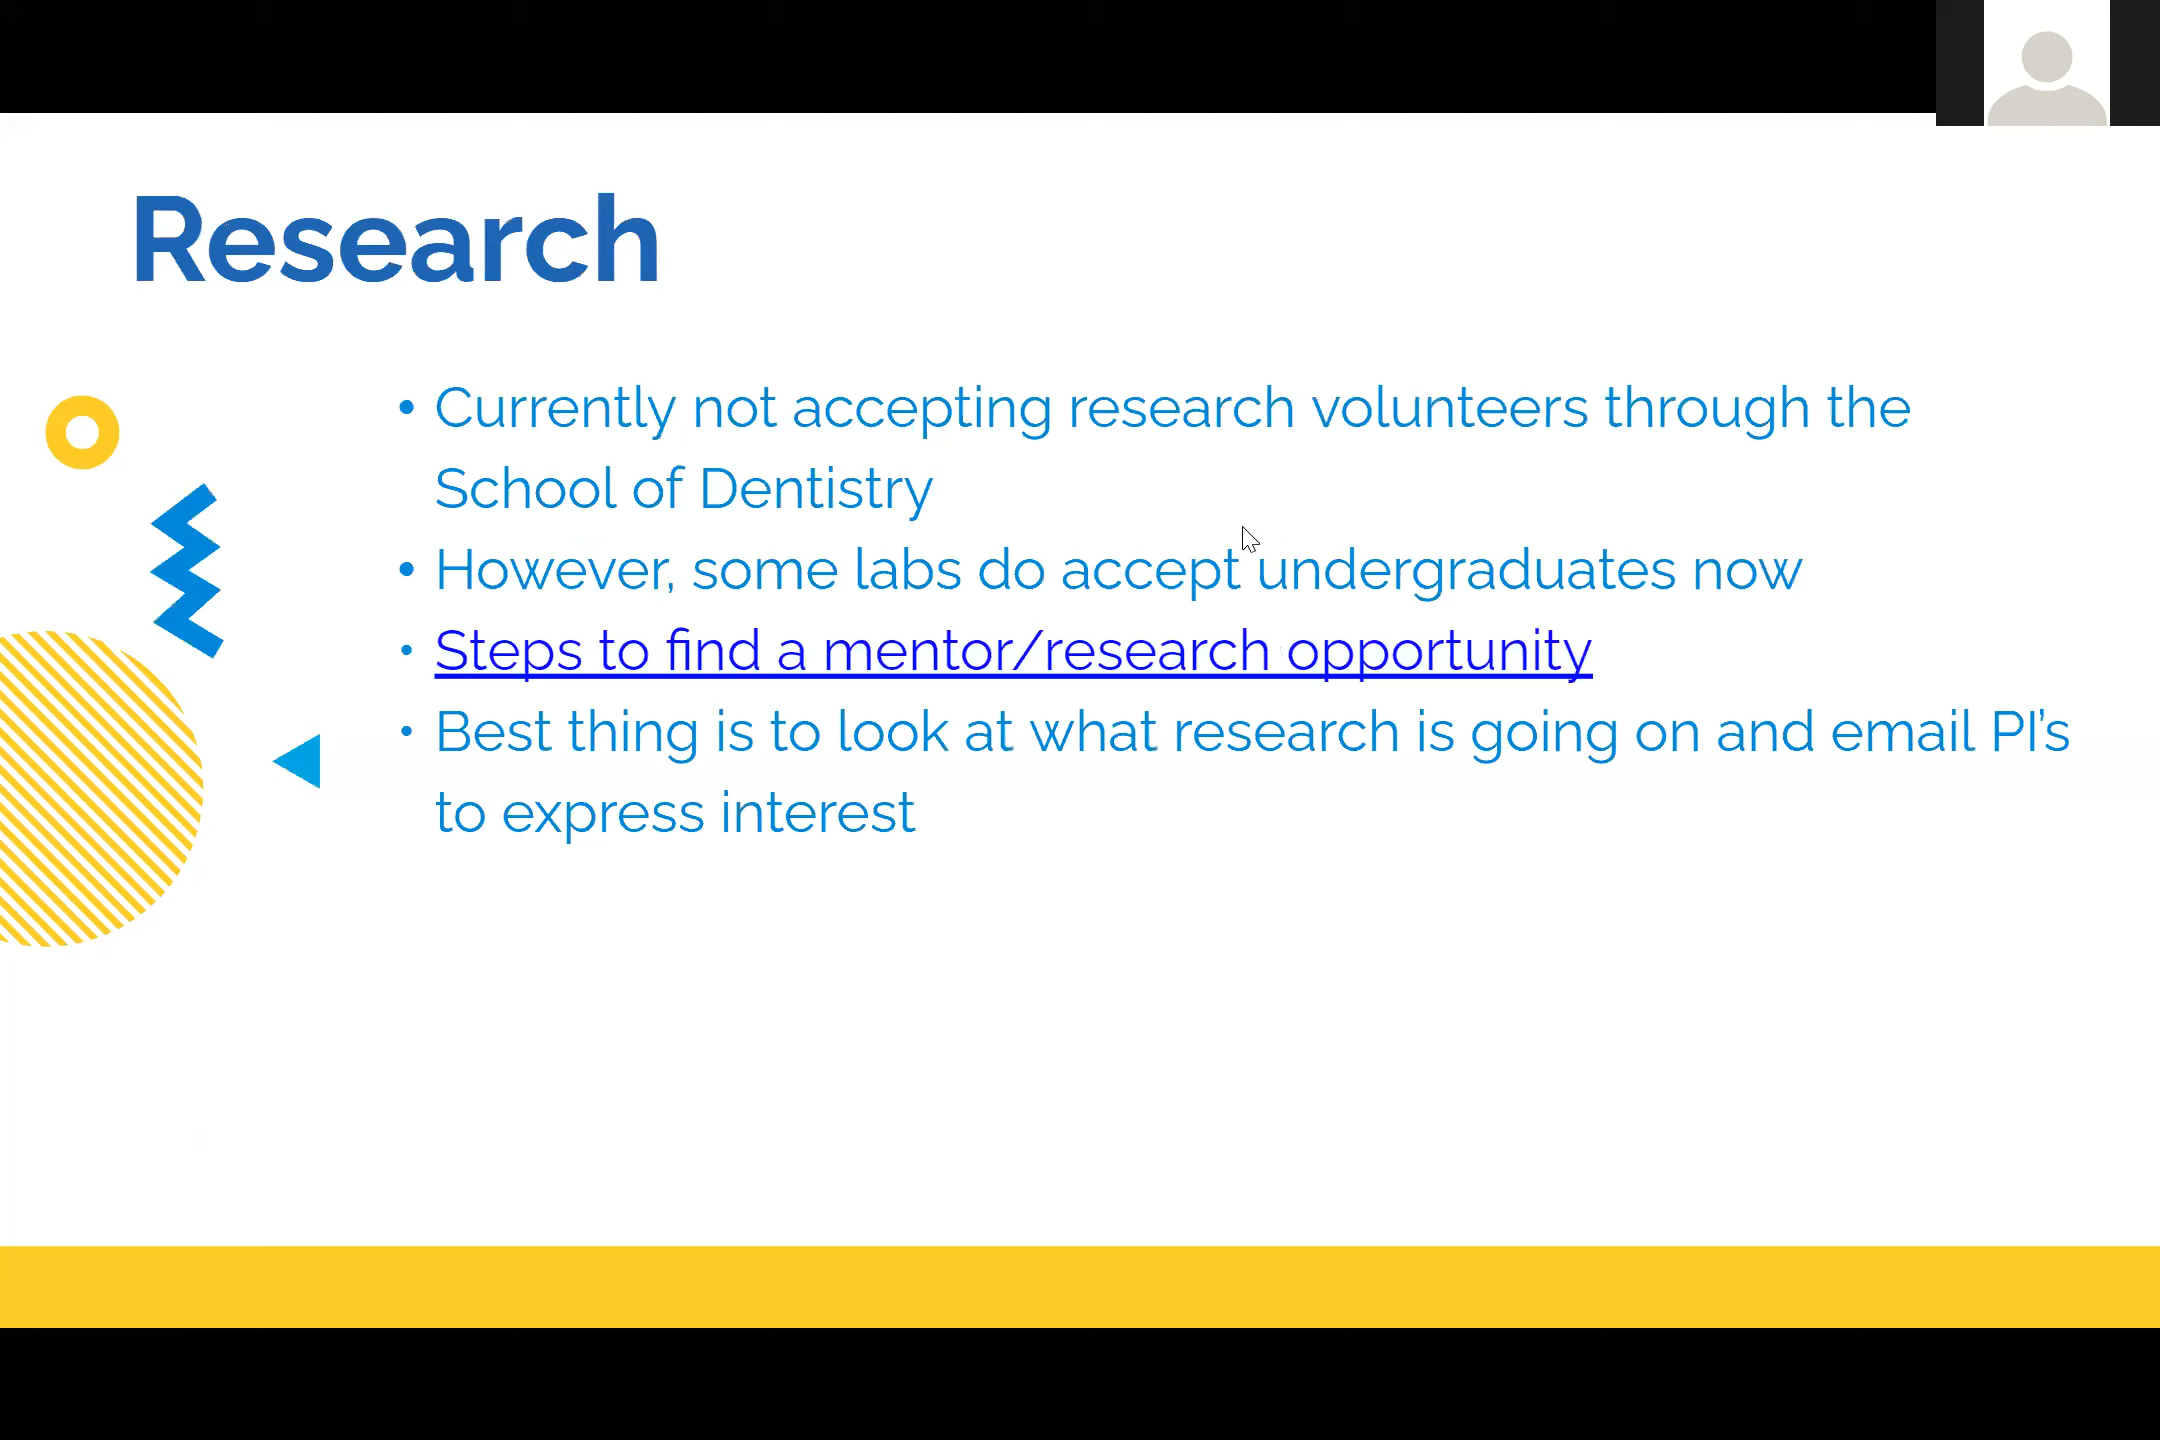 Research
• Currently not accepting research volunteers through the
School of Dentistry
• However, some labs do accept undergraduates now
• Steps to find a mentor/research opportunity
• Best thing is to look at what research is going on and email PI's
to express interest